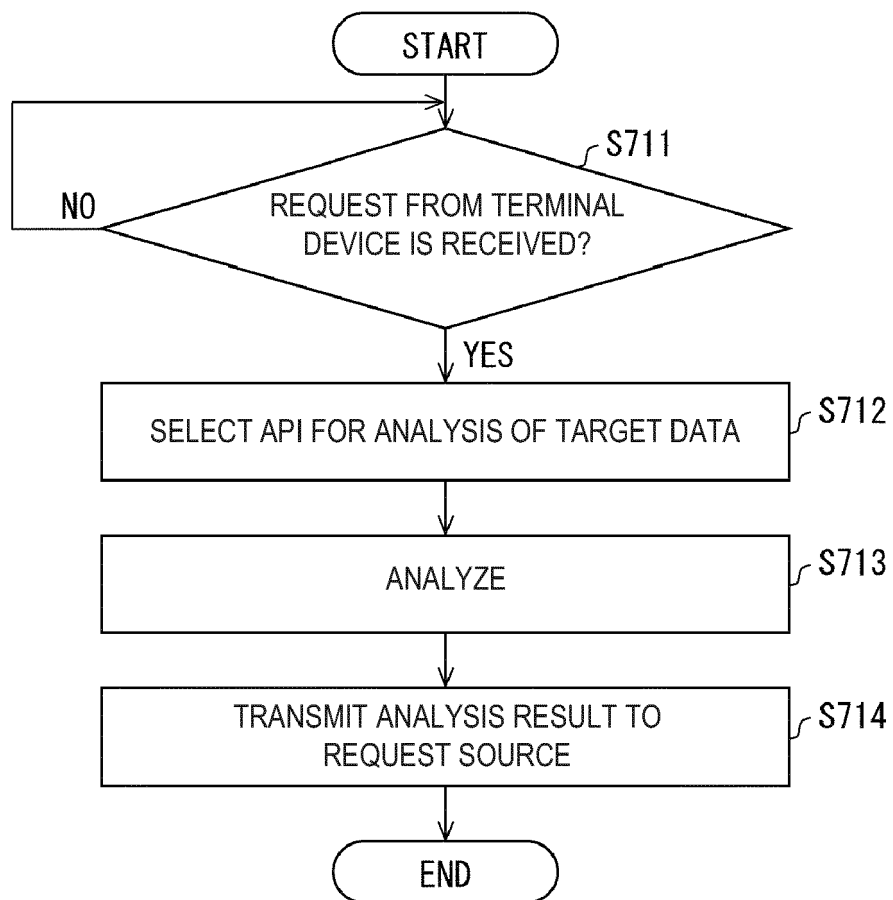 START
S711
REQUEST FROM TERMINAL
DEVICE IS RECEIVED?
NO
YES
SELECT API FOR ANALYSIS OF TARGET DATA
S712
ANALYZE
S713
TRANSMIT ANALYSIS RESULT TO
REQUEST SOURCE
S714
END